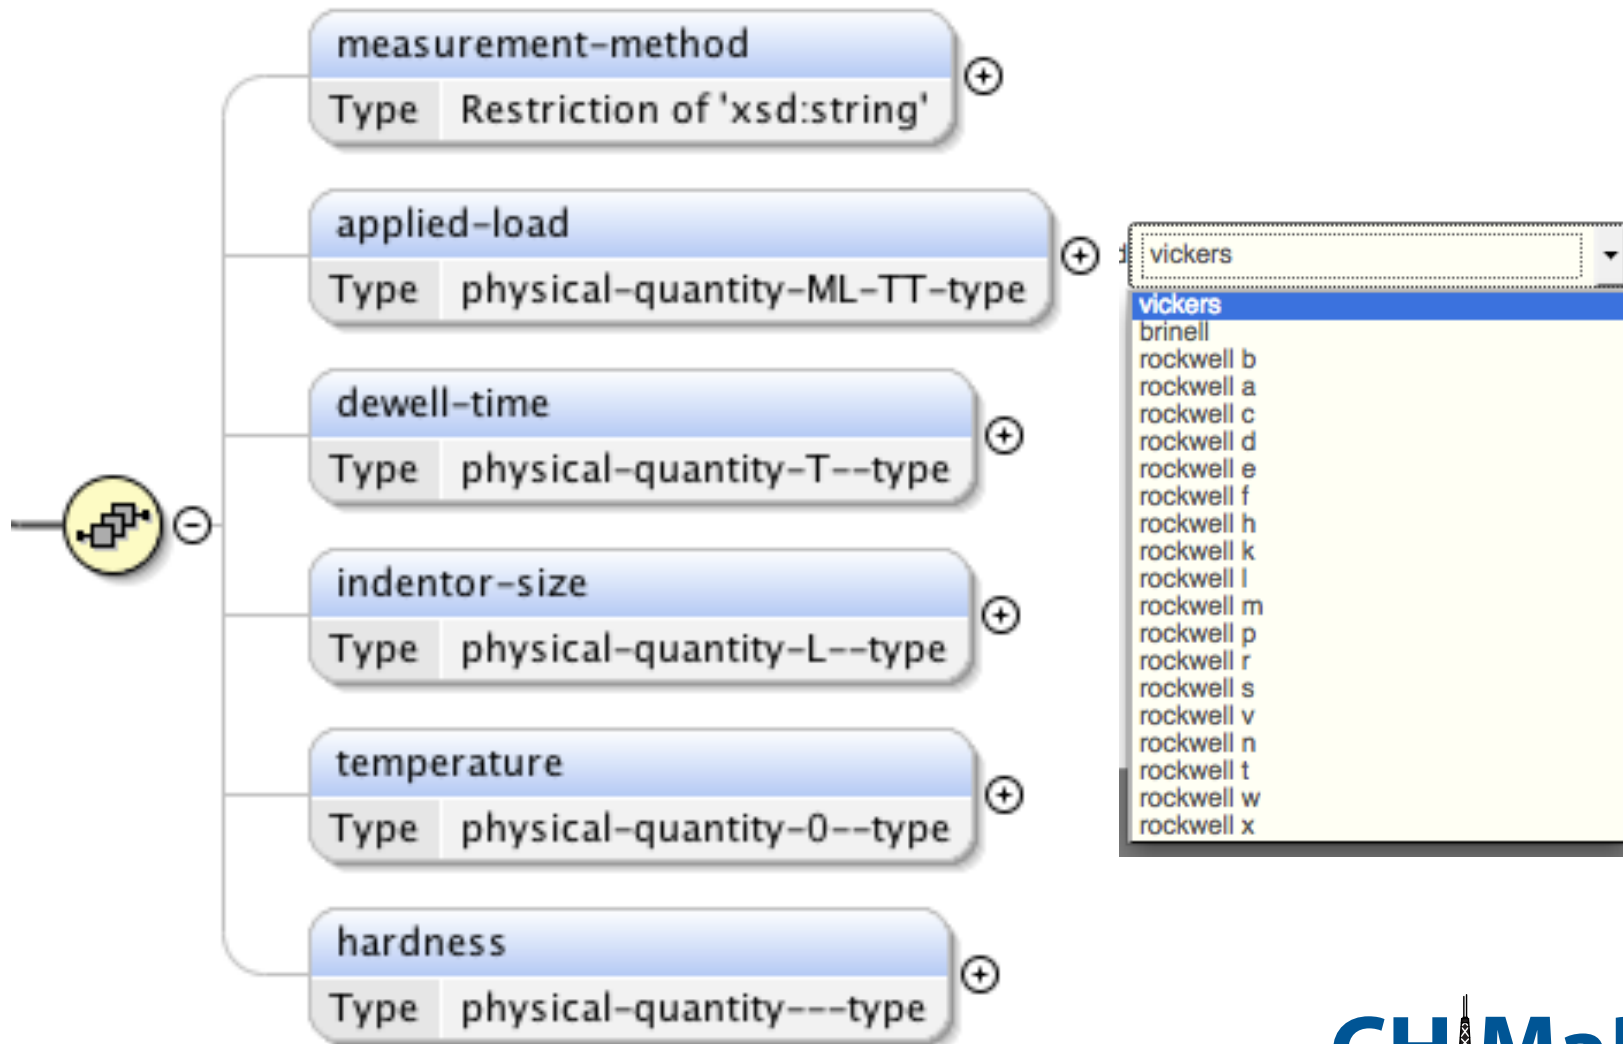 measurement-method
Type Restriction of 'xsd:string'
applied-load
Type physical-quantity-ML-TT-type
dewell-time
Type physical-quantity-T--type
indentor-size
Type physical-quantity-L--type
temperature
Type physical-quantity-0--type
hardness
Type physical-quantity---type
vickers
vickers
brinell
rockwell b
rockwell a
rockwell c
rockwell d
rockwell e
rockwell f
rockwell h
rockwell k
rockwell l
rockwell m
rockwell p
rockwell r
rockwell s
rockwell v
rockwell n
rockwell t
rockwell w
rockwell x